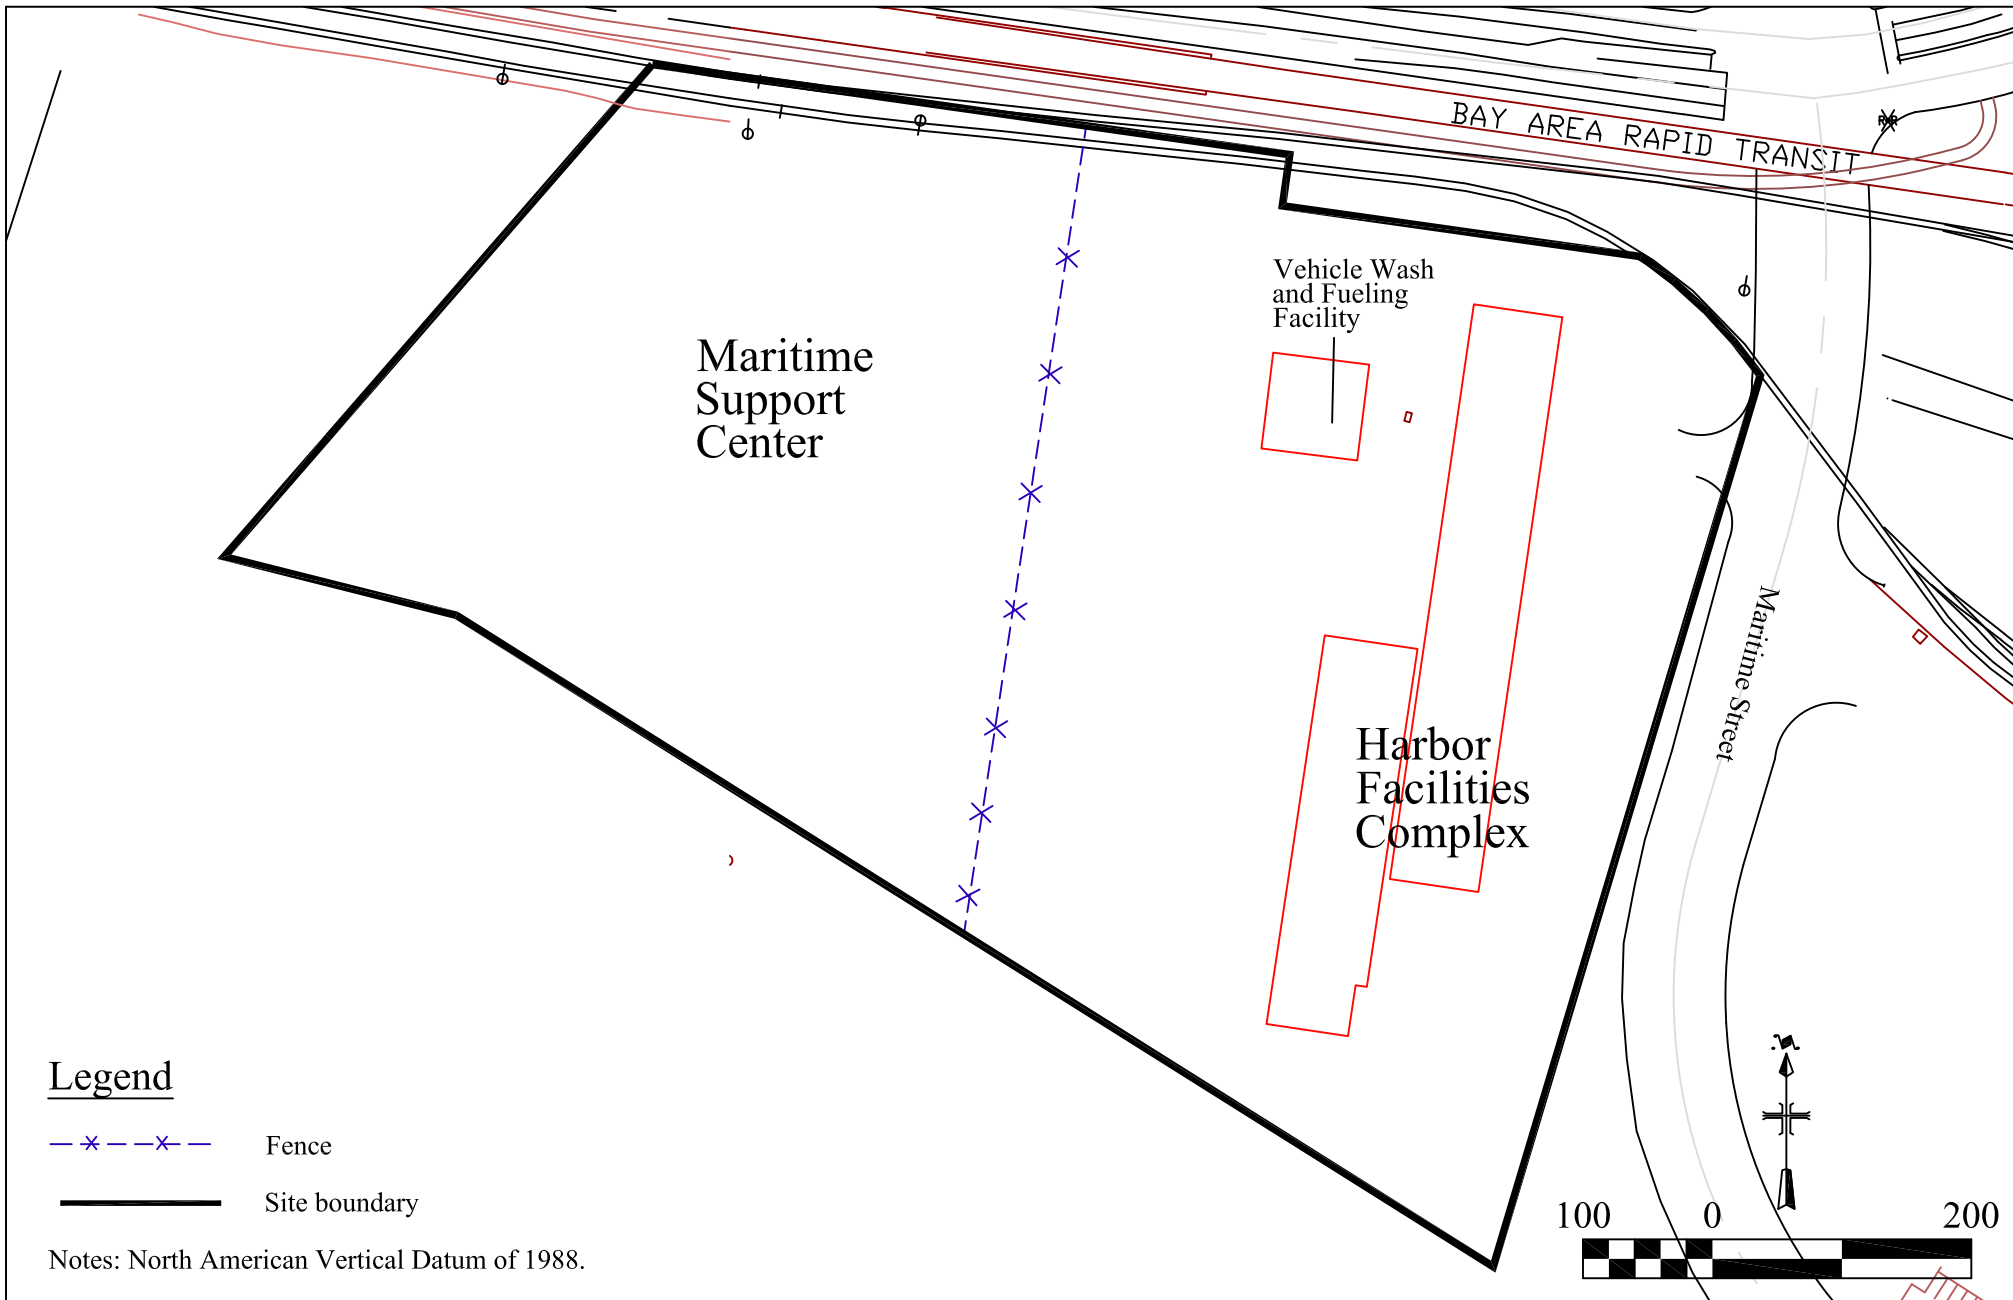 BAY AREA RAPID TRANSIT
Vehicle Wash
and Fueling
Facility
Maritime
Support
Center
Maritime Street
Harbor
Facilities
Complex
Legend
Fence
Site boundary
Notes: North American Vertical Datum of 1988.
N
100 0 200